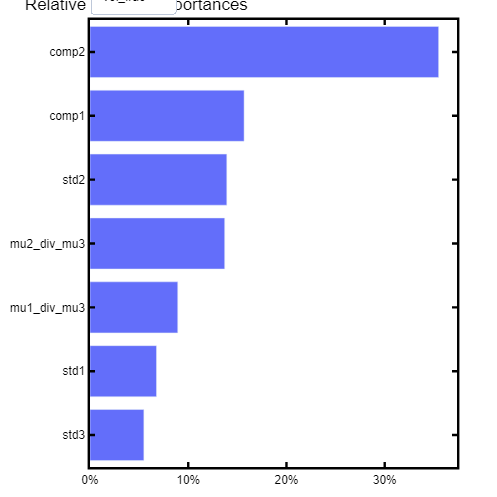 Relative portances
comp2
comp1
std2
mu2_div_mu3
mu1_div_mu3
std1
std3
0% 10% 20% 30%